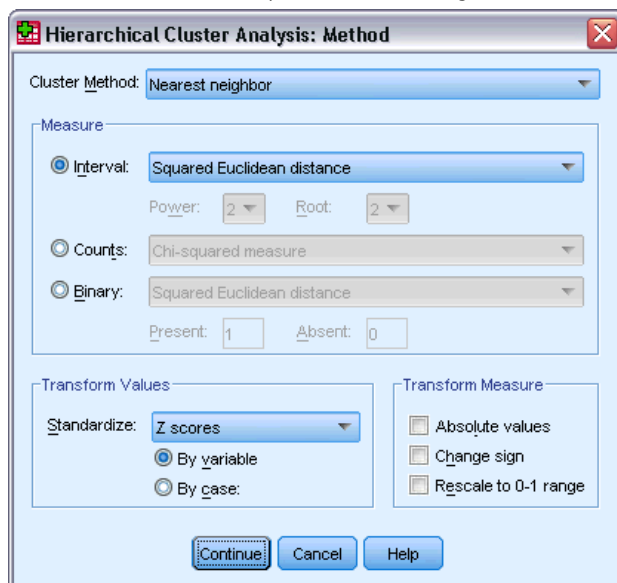 Hierarchical Cluster Analysis: Method
Cluster Method: Nearest neighbor
Measure
Interval: Squared Euclidean distance
Power: 2 Root: 2
Counts: Chi-squared measure
Binary: Squared Euclidean distance
Present: 1 Absent: 0
Transform Values
Standardize: Z scores
By variable
By case:
Transform Measure
Absolute values
Change sign
Rescale to 0-1 range
Continue Cancel Help